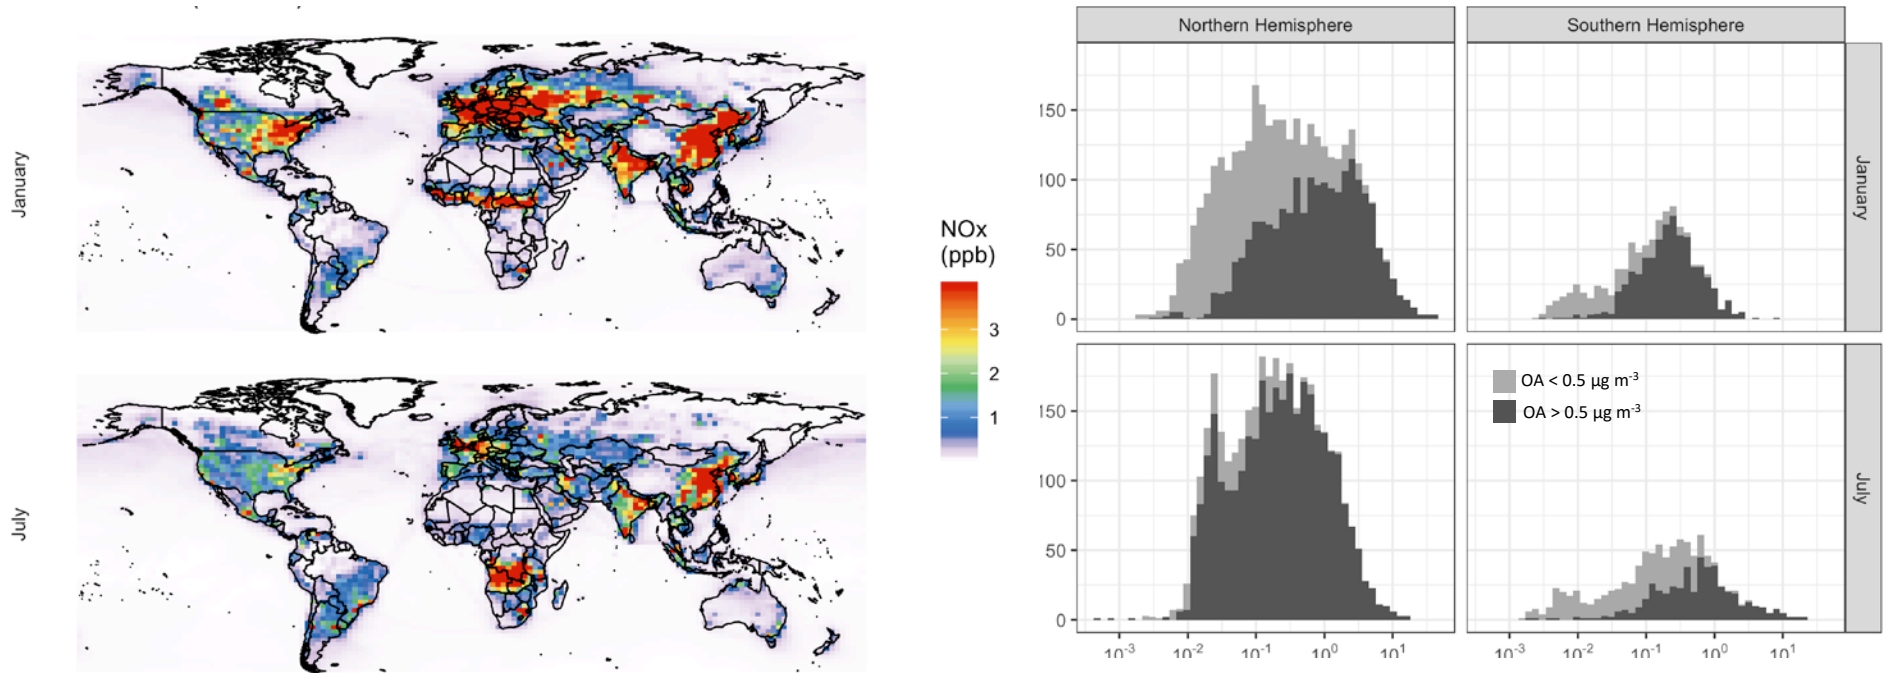 January
July
NOx
(ppb)
3
2
1
Northern Hemisphere
Southern Hemisphere
150
100
50
0
January
150
100
50
0
July
OA < 0.5 µg m⁻³
OA > 0.5 µg m⁻³
10⁻³ 10⁻² 10⁻¹ 10⁰ 10¹
10⁻³ 10⁻² 10⁻¹ 10⁰ 10¹